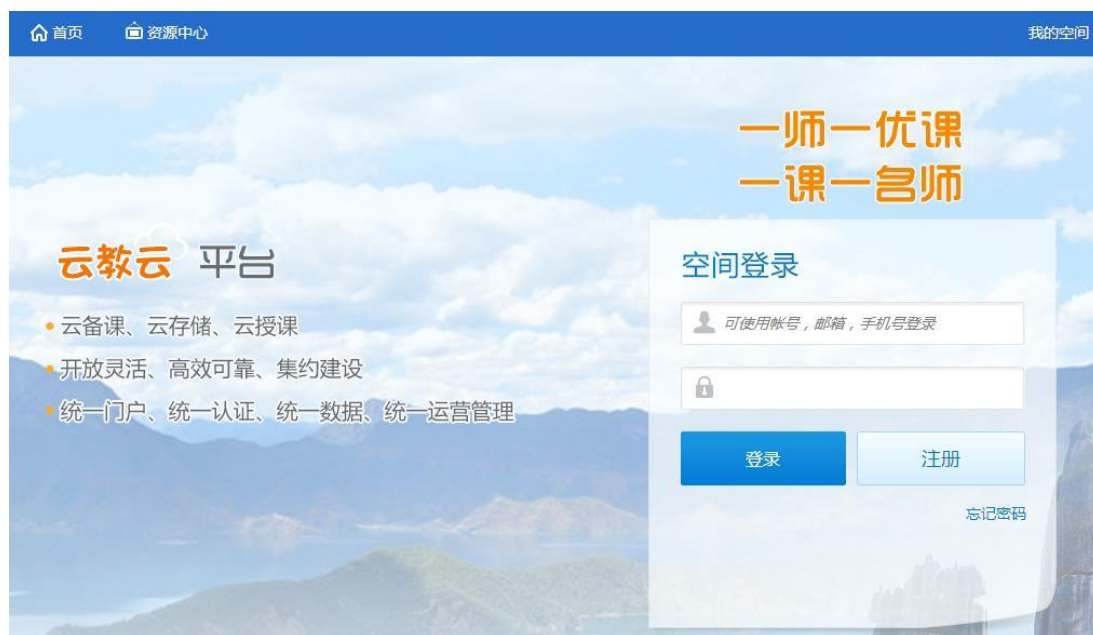 首页 资源中心 我的空间
一师一优课
一课一名师
云教云 平台
云备课、云存储、云授课
开放灵活、高效可靠、集约建设
统一门户、统一认证、统一数据、统一运营管理
空间登录
可使用帐号，邮箱，手机号登录
登录 注册
忘记密码